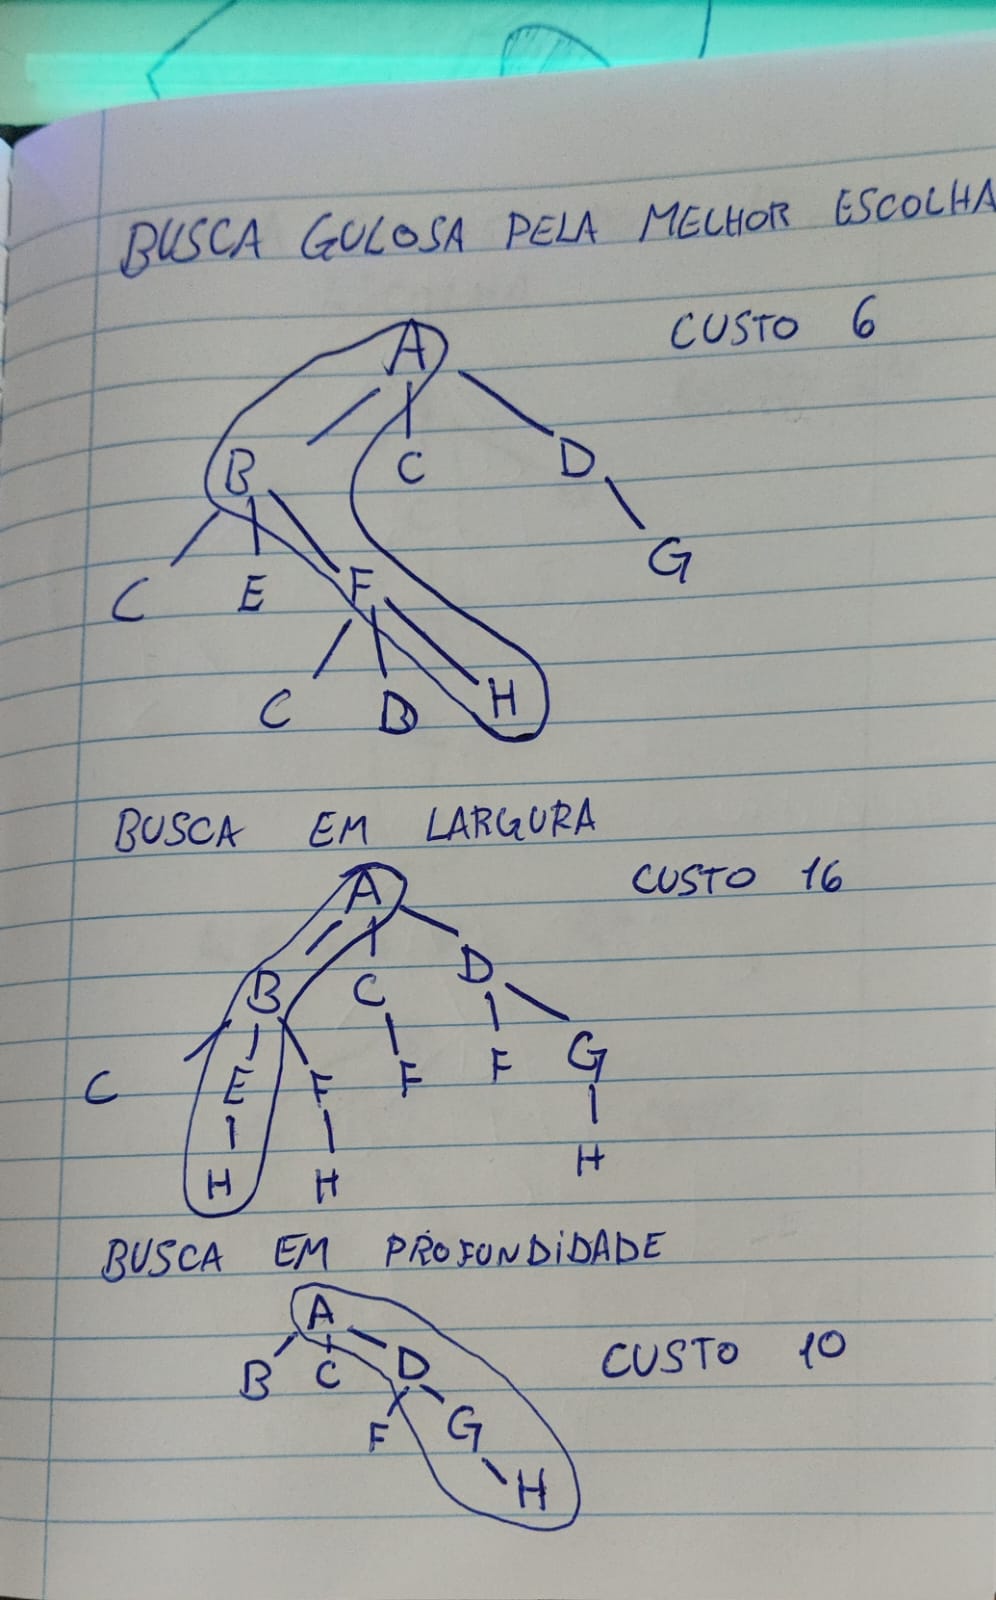 BUSCA GULOSA PELA MELHOR ESCOLHA
CUSTO 6
A
B C D
G
C E F
C D H
BUSCA EM LARGURA
CUSTO 16
A
B C D
C E F F F G
H H H
BUSCA EM PROFUNDIDADE
A
CUSTO 10
B C D
F G
H